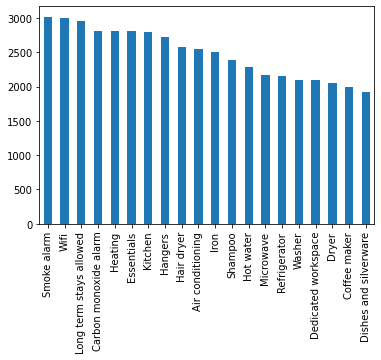 3000
2500
2000
1500
1000
500
0
Smoke alarm
Wifi
Long term stays allowed
Carbon monoxide alarm
Heating
Essentials
Kitchen
Hangers
Hair dryer
Air conditioning
Iron
Shampoo
Hot water
Microwave
Refrigerator
Washer
Dedicated workspace
Dryer
Coffee maker
Dishes and silverware